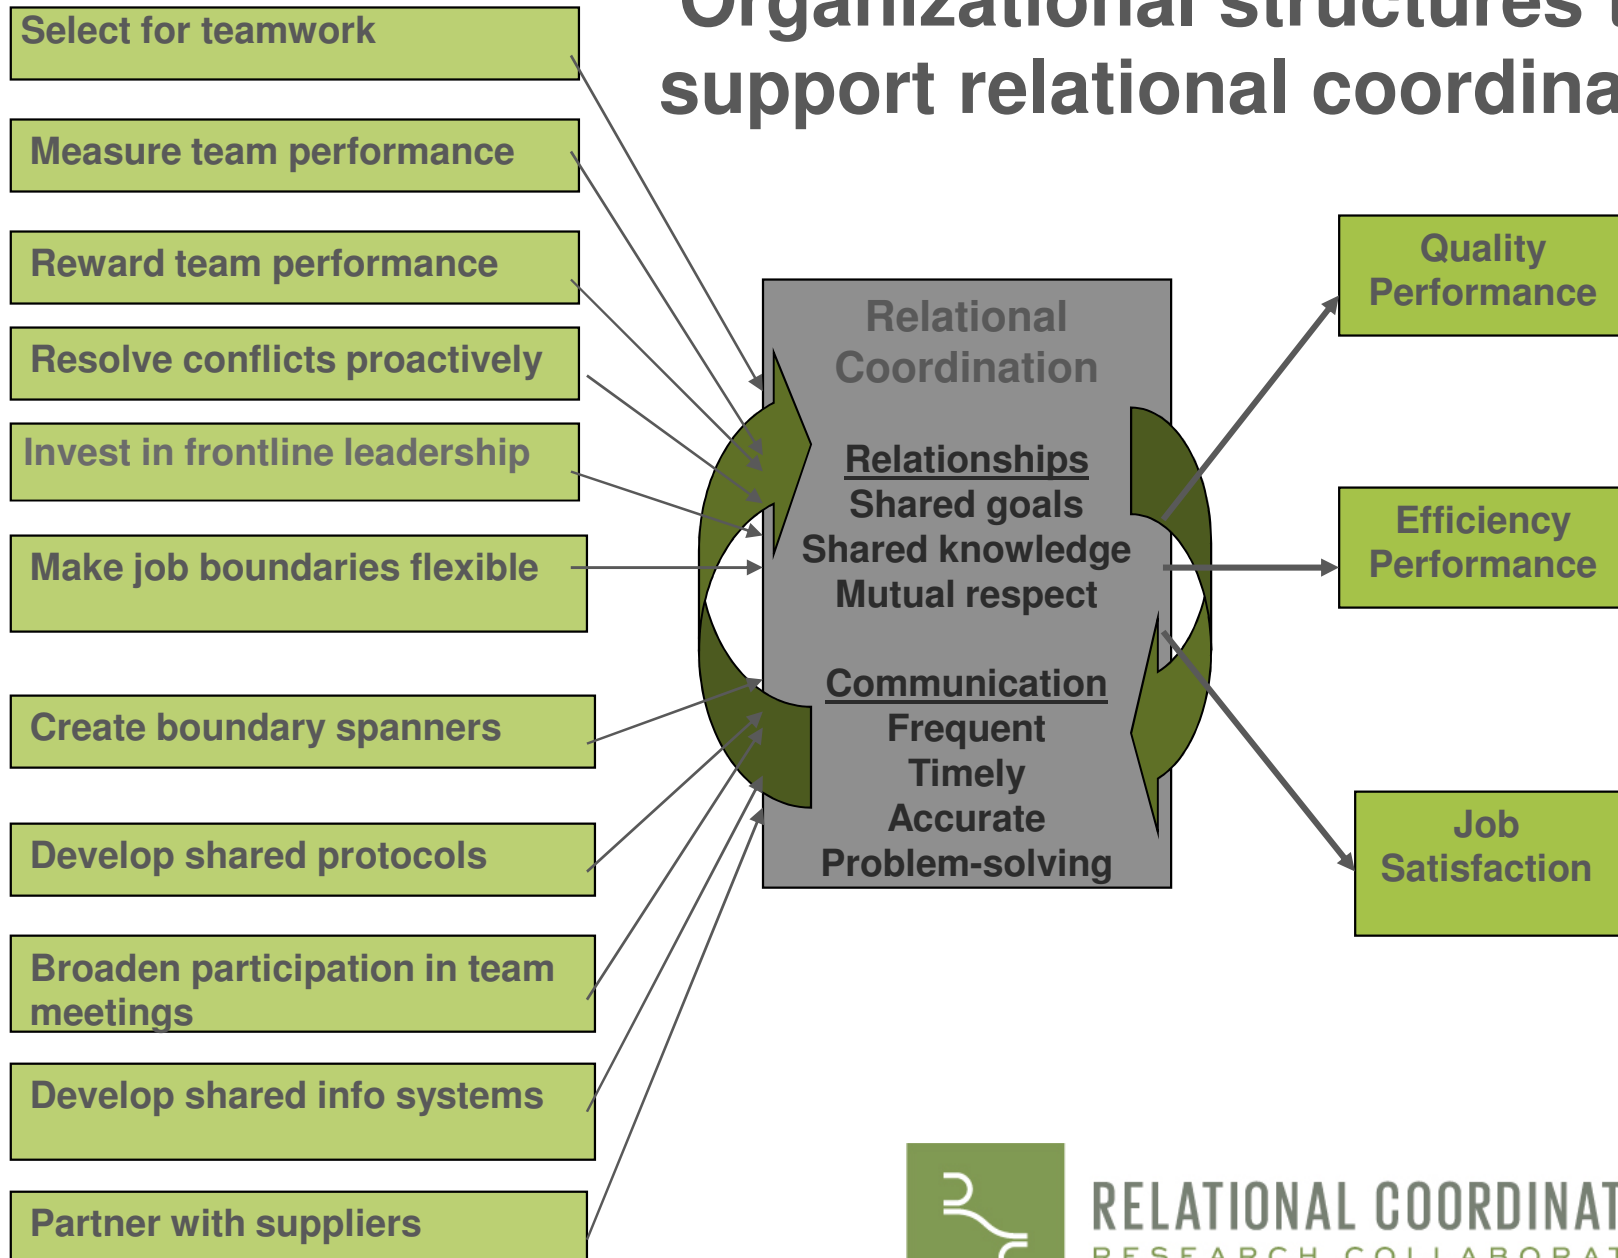 Organizational structures
support relational coordina
Select for teamwork
Measure team performance
Reward team performance
Resolve conflicts proactively
Invest in frontline leadership
Make job boundaries flexible
Create boundary spanners
Develop shared protocols
Broaden participation in team
meetings
Develop shared info systems
Partner with suppliers
Relational
Coordination
Relationships
Shared goals
Shared knowledge
Mutual respect
Communication
Frequent
Timely
Accurate
Problem-solving
Quality
Performance
Efficiency
Performance
Job
Satisfaction
RELATIONAL COORDINAT
RESEARCH COLLABORAT